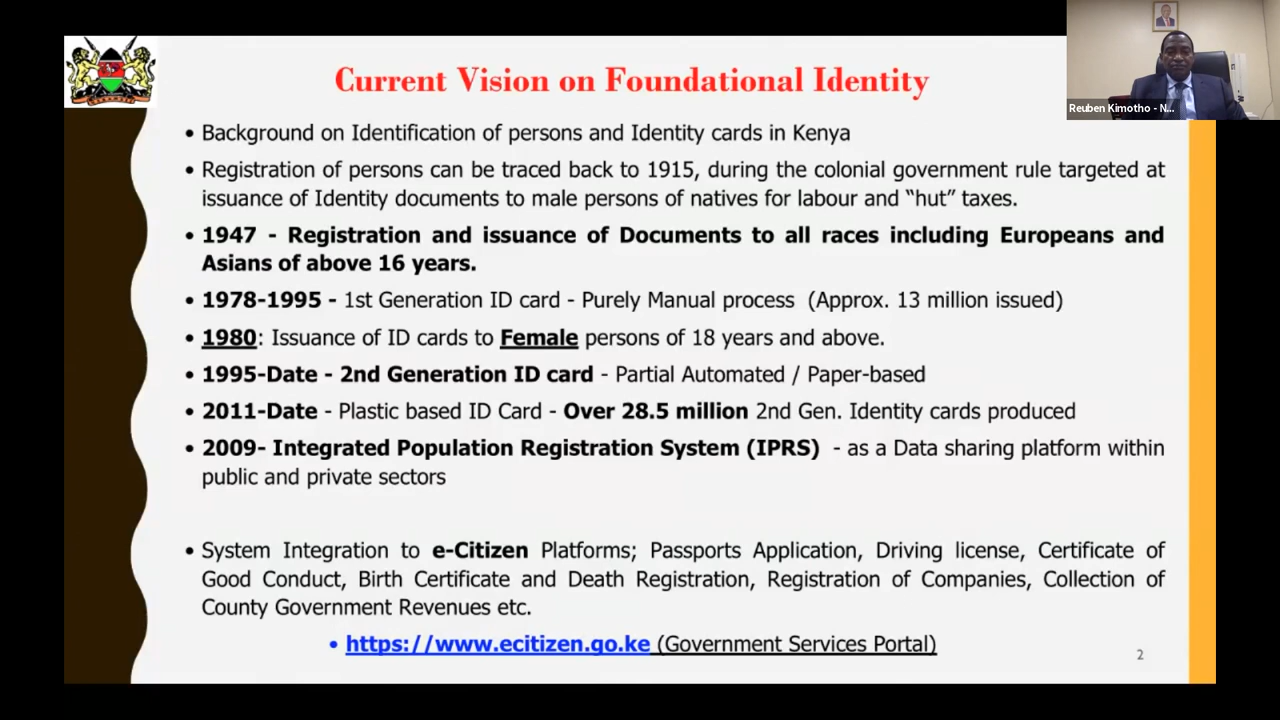 Current Vision on Foundational Identity
Reuben Kimotho - N...
• Background on Identification of persons and Identity cards in Kenya
• Registration of persons can be traced back to 1915, during the colonial government rule targeted at
issuance of Identity documents to male persons of natives for labour and “hut” taxes.
• 1947 - Registration and issuance of Documents to all races including Europeans and
Asians of above 16 years.
• 1978-1995 - 1st Generation ID card - Purely Manual process (Approx. 13 million issued)
• 1980: Issuance of ID cards to Female persons of 18 years and above.
• 1995-Date - 2nd Generation ID card - Partial Automated / Paper-based
• 2011-Date - Plastic based ID Card - Over 28.5 million 2nd Gen. Identity cards produced
• 2009- Integrated Population Registration System (IPRS) - as a Data sharing platform within
public and private sectors
• System Integration to e-Citizen Platforms; Passports Application, Driving license, Certificate of
Good Conduct, Birth Certificate and Death Registration, Registration of Companies, Collection of
County Government Revenues etc.
• https://www.ecitizen.go.ke (Government Services Portal)
2